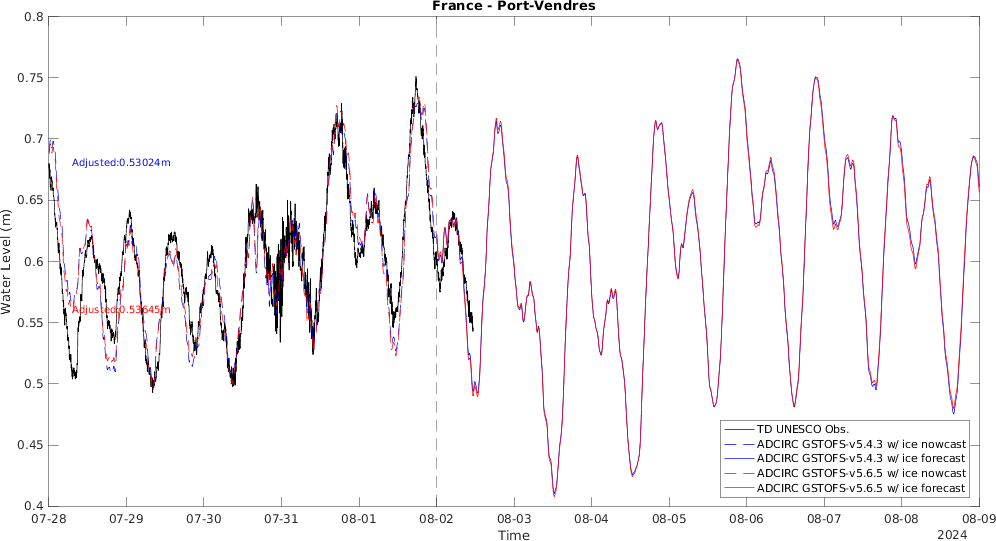 France - Port-Vendres
0.8
0.75
0.7
0.65
0.6
0.55
0.5
0.45
0.4
Water Level (m)
Adjusted:0.53024m
Adjusted:0.53645m
TD UNESCO Obs.
ADCIRC GSTOFS-v5.4.3 w/ ice nowcast
ADCIRC GSTOFS-v5.4.3 w/ ice forecast
ADCIRC GSTOFS-v5.6.5 w/ ice nowcast
ADCIRC GSTOFS-v5.6.5 w/ ice forecast
07-28 07-29 07-30 07-31 08-01 08-02 08-03 08-04 08-05 08-06 08-07 08-08 08-09
Time
2024